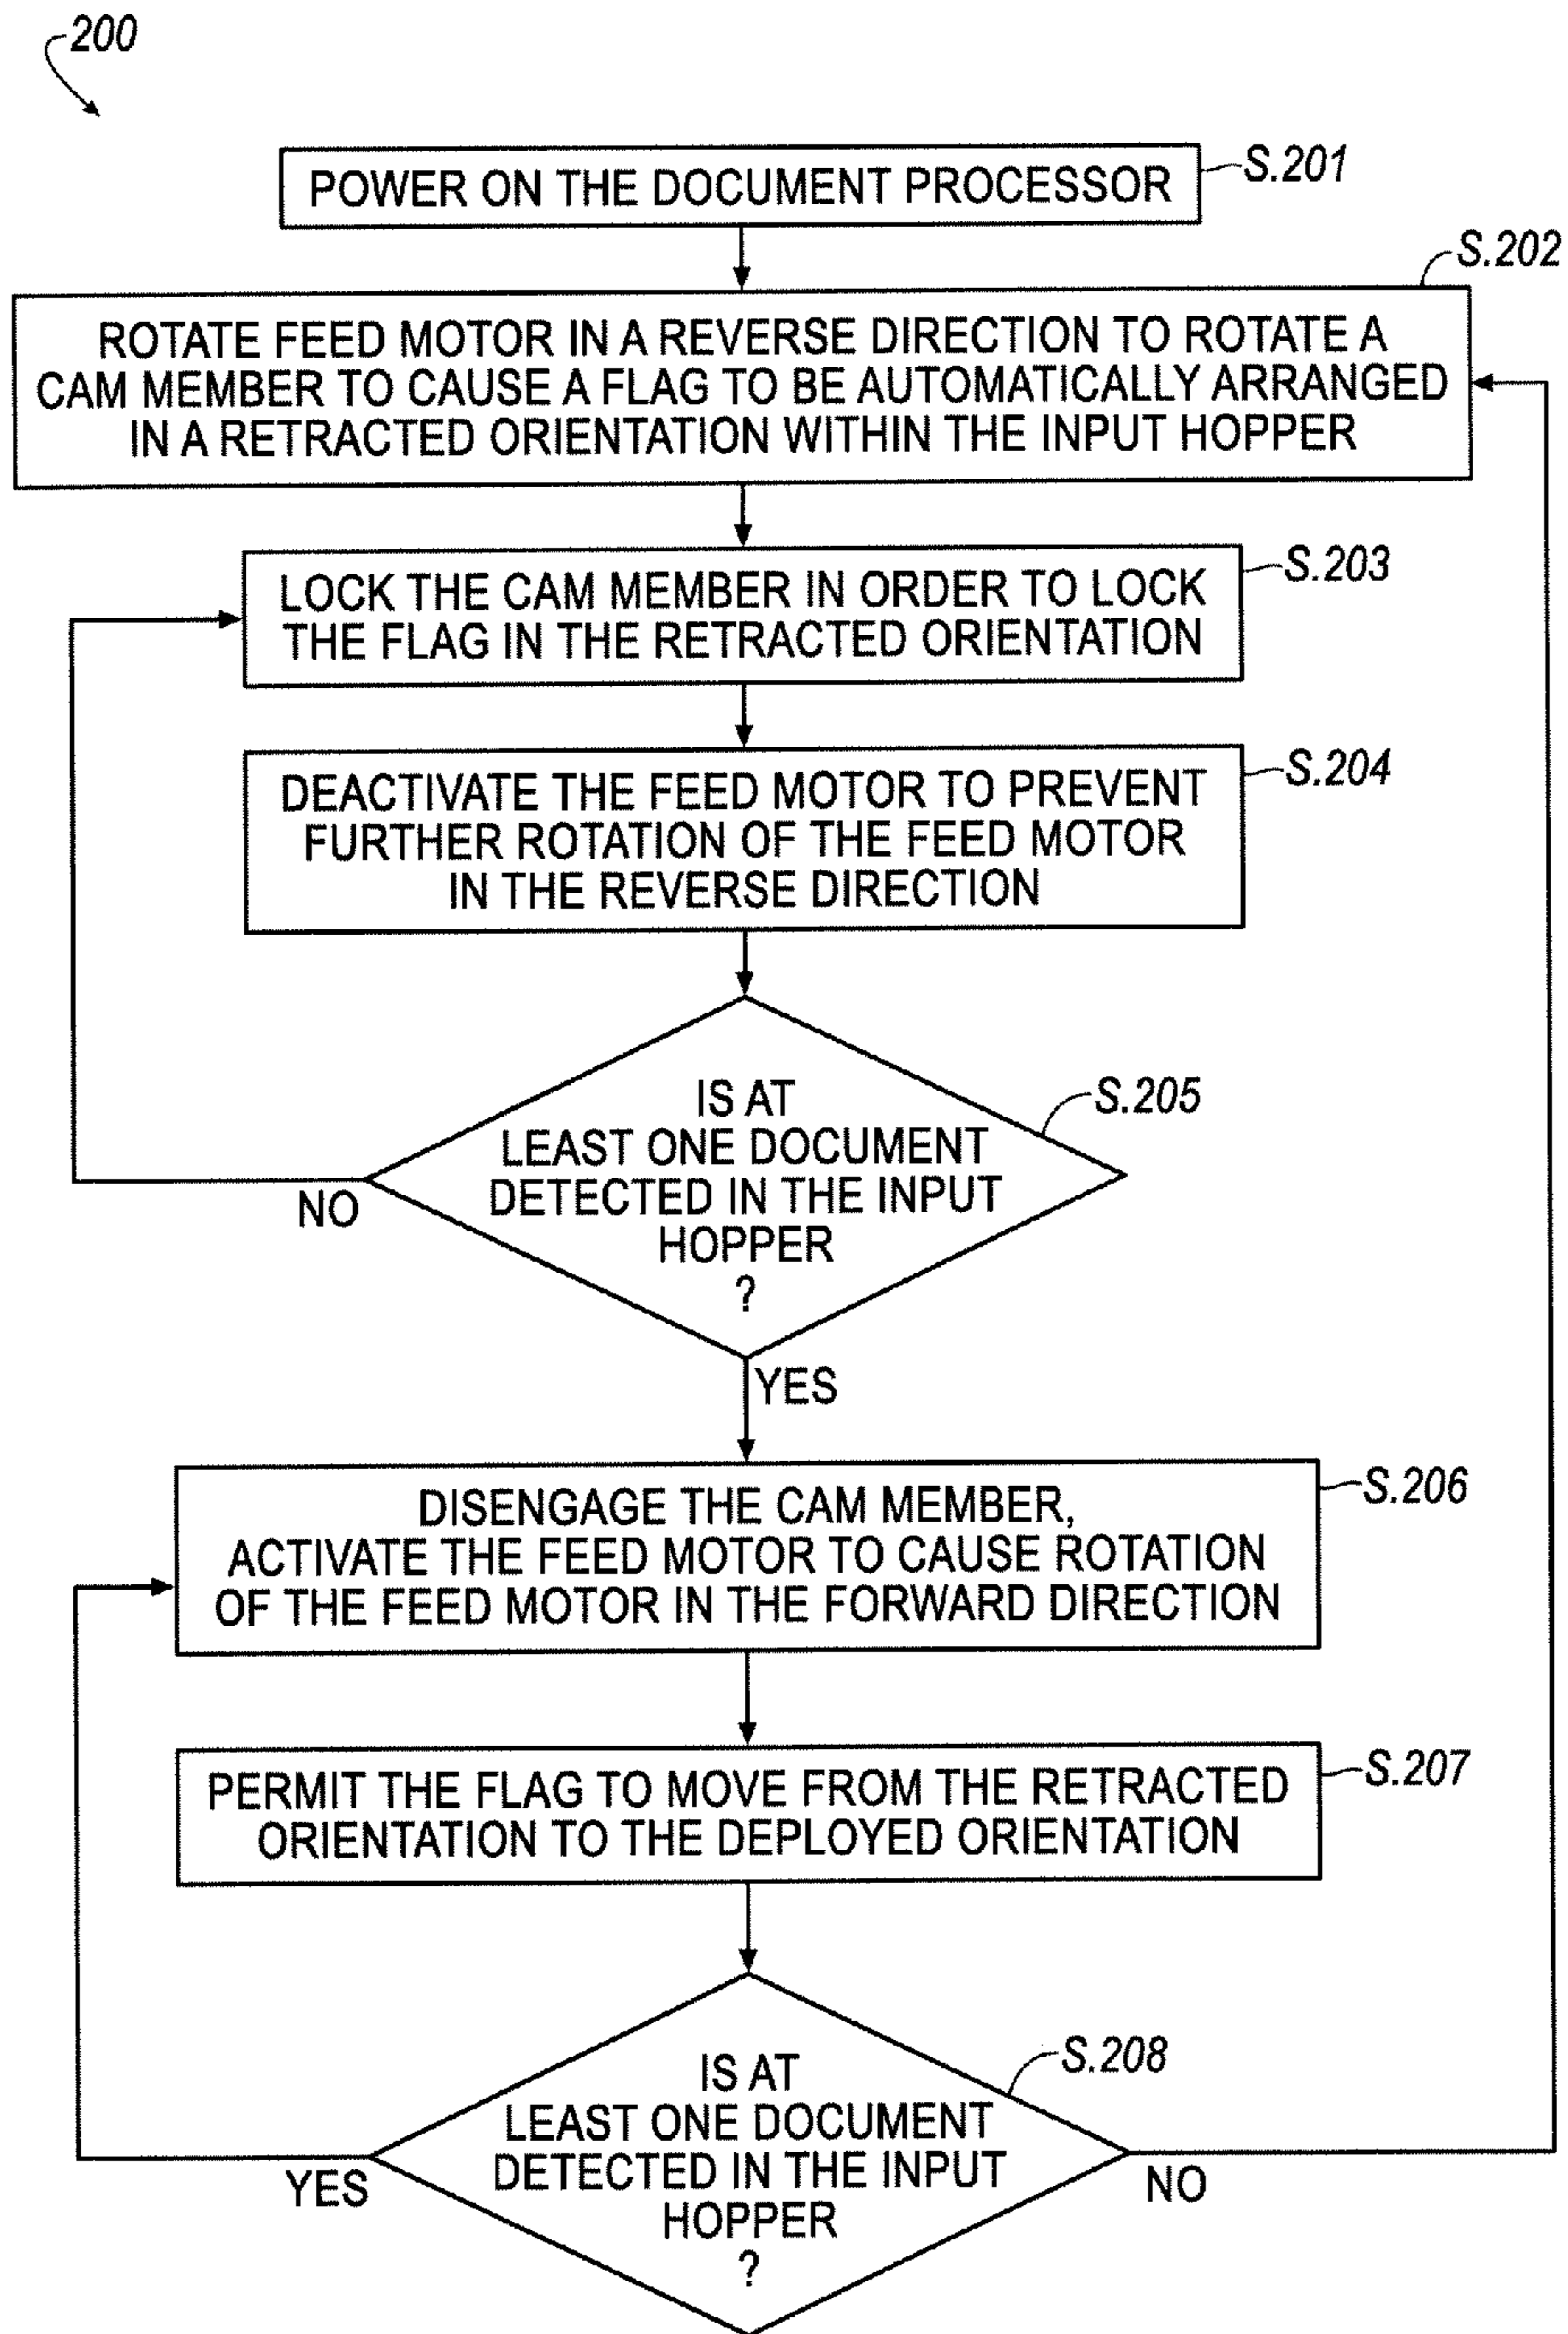 200
POWER ON THE DOCUMENT PROCESSOR
S.201
S.202
ROTATE FEED MOTOR IN A REVERSE DIRECTION TO ROTATE A
CAM MEMBER TO CAUSE A FLAG TO BE AUTOMATICALLY ARRANGED
IN A RETRACTED ORIENTATION WITHIN THE INPUT HOPPER
S.203
LOCK THE CAM MEMBER IN ORDER TO LOCK
THE FLAG IN THE RETRACTED ORIENTATION
S.204
DEACTIVATE THE FEED MOTOR TO PREVENT
FURTHER ROTATION OF THE FEED MOTOR
IN THE REVERSE DIRECTION
S.205
IS AT
LEAST ONE DOCUMENT
DETECTED IN THE INPUT
HOPPER
?
NO
YES
S.206
DISENGAGE THE CAM MEMBER,
ACTIVATE THE FEED MOTOR TO CAUSE ROTATION
OF THE FEED MOTOR IN THE FORWARD DIRECTION
S.207
PERMIT THE FLAG TO MOVE FROM THE RETRACTED
ORIENTATION TO THE DEPLOYED ORIENTATION
S.208
IS AT
LEAST ONE DOCUMENT
DETECTED IN THE INPUT
HOPPER
?
YES
NO